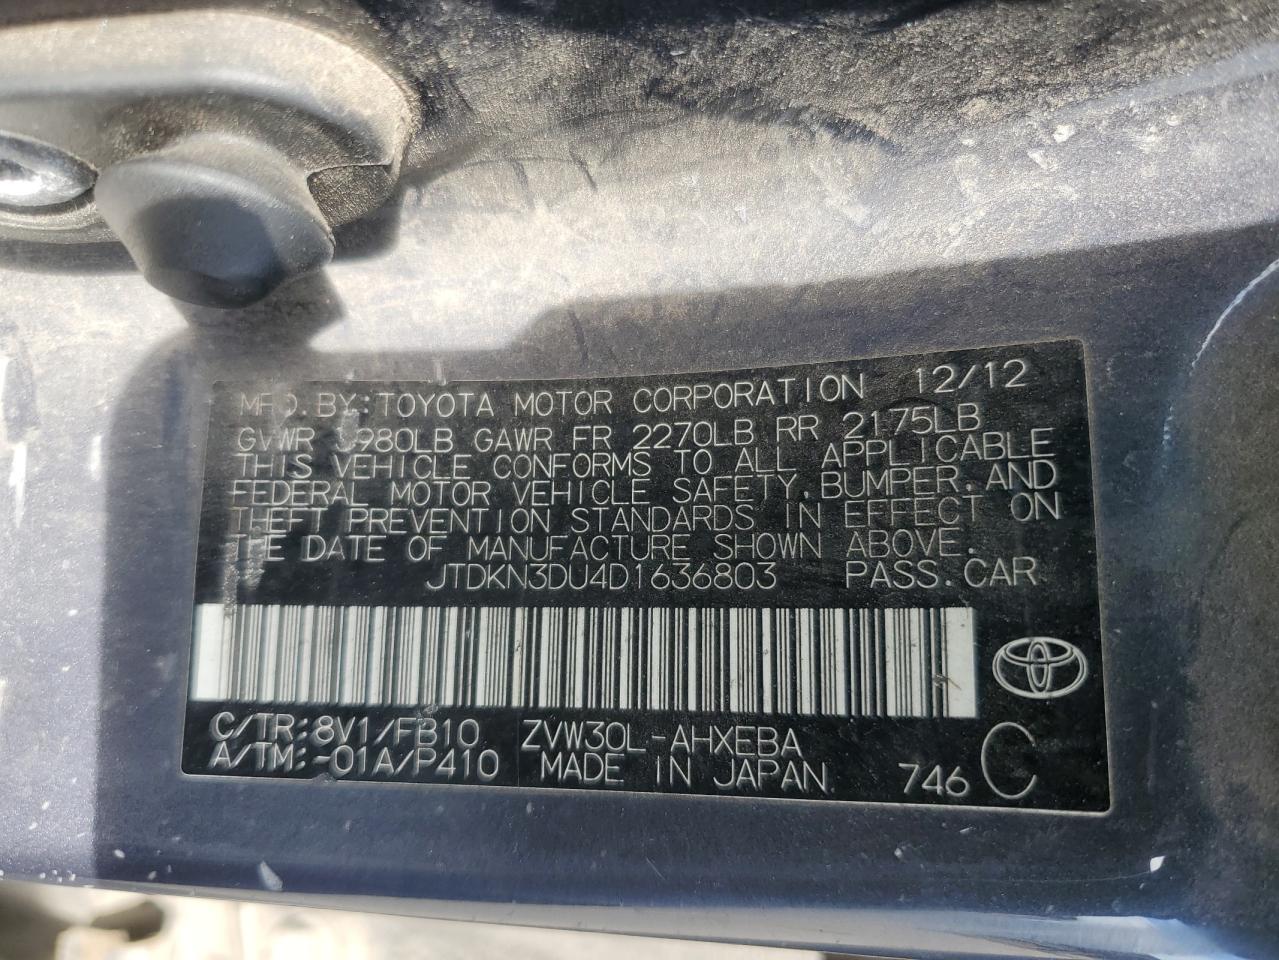 MFD. BY: TOYOTA MOTOR CORPORATION 12/12
GVWR 3980LB GAWR FR 2270LB RR 2175LB
THIS VEHICLE CONFORMS TO ALL APPLICABLE
FEDERAL MOTOR VEHICLE SAFETY, BUMPER, AND
THEFT PREVENTION STANDARDS IN EFFECT ON
THE DATE OF MANUFACTURE SHOWN ABOVE.
JTDKN3DU4D1636803 PASS. CAR
C/TR: 8V1/FB10 ZVW30L-AHXEBA
A/TM: -01A/P410 MADE IN JAPAN. 746 C